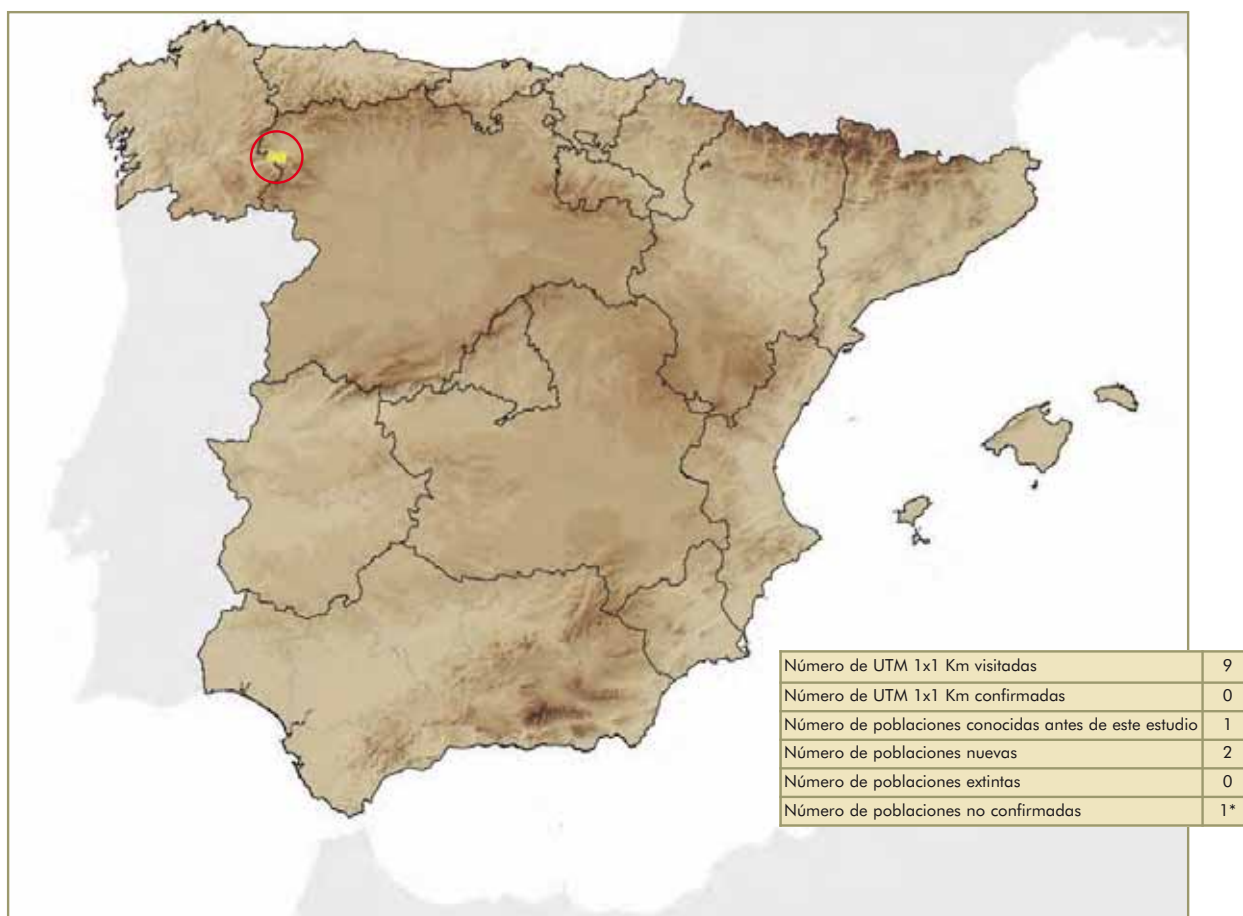 Número de UTM 1x1 Km visitadas 9
Número de UTM 1x1 Km confirmadas 0
Número de poblaciones conocidas antes de este estudio 1
Número de poblaciones nuevas 2
Número de poblaciones extintas 0
Número de poblaciones no confirmadas 1*